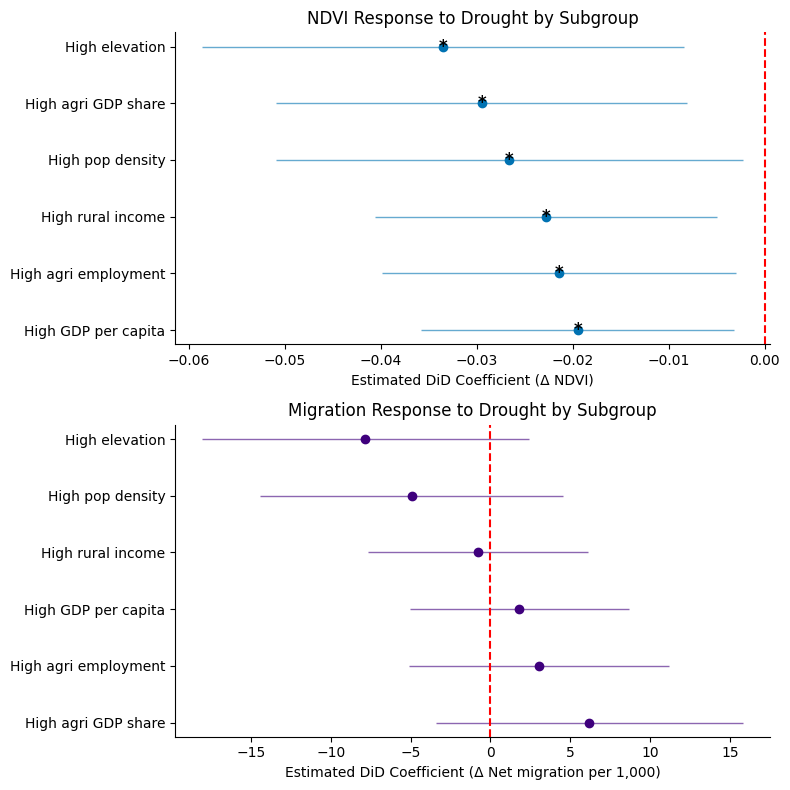 NDVI Response to Drought by Subgroup
High elevation
*
High agri GDP share
*
High pop density
*
High rural income
*
High agri employment
*
High GDP per capita
*
−0.06 −0.05 −0.04 −0.03 −0.02 −0.01 0.00
Estimated DiD Coefficient (Δ NDVI)
Migration Response to Drought by Subgroup
High elevation
High pop density
High rural income
High GDP per capita
High agri employment
High agri GDP share
−15 −10 −5 0 5 10 15
Estimated DiD Coefficient (Δ Net migration per 1,000)